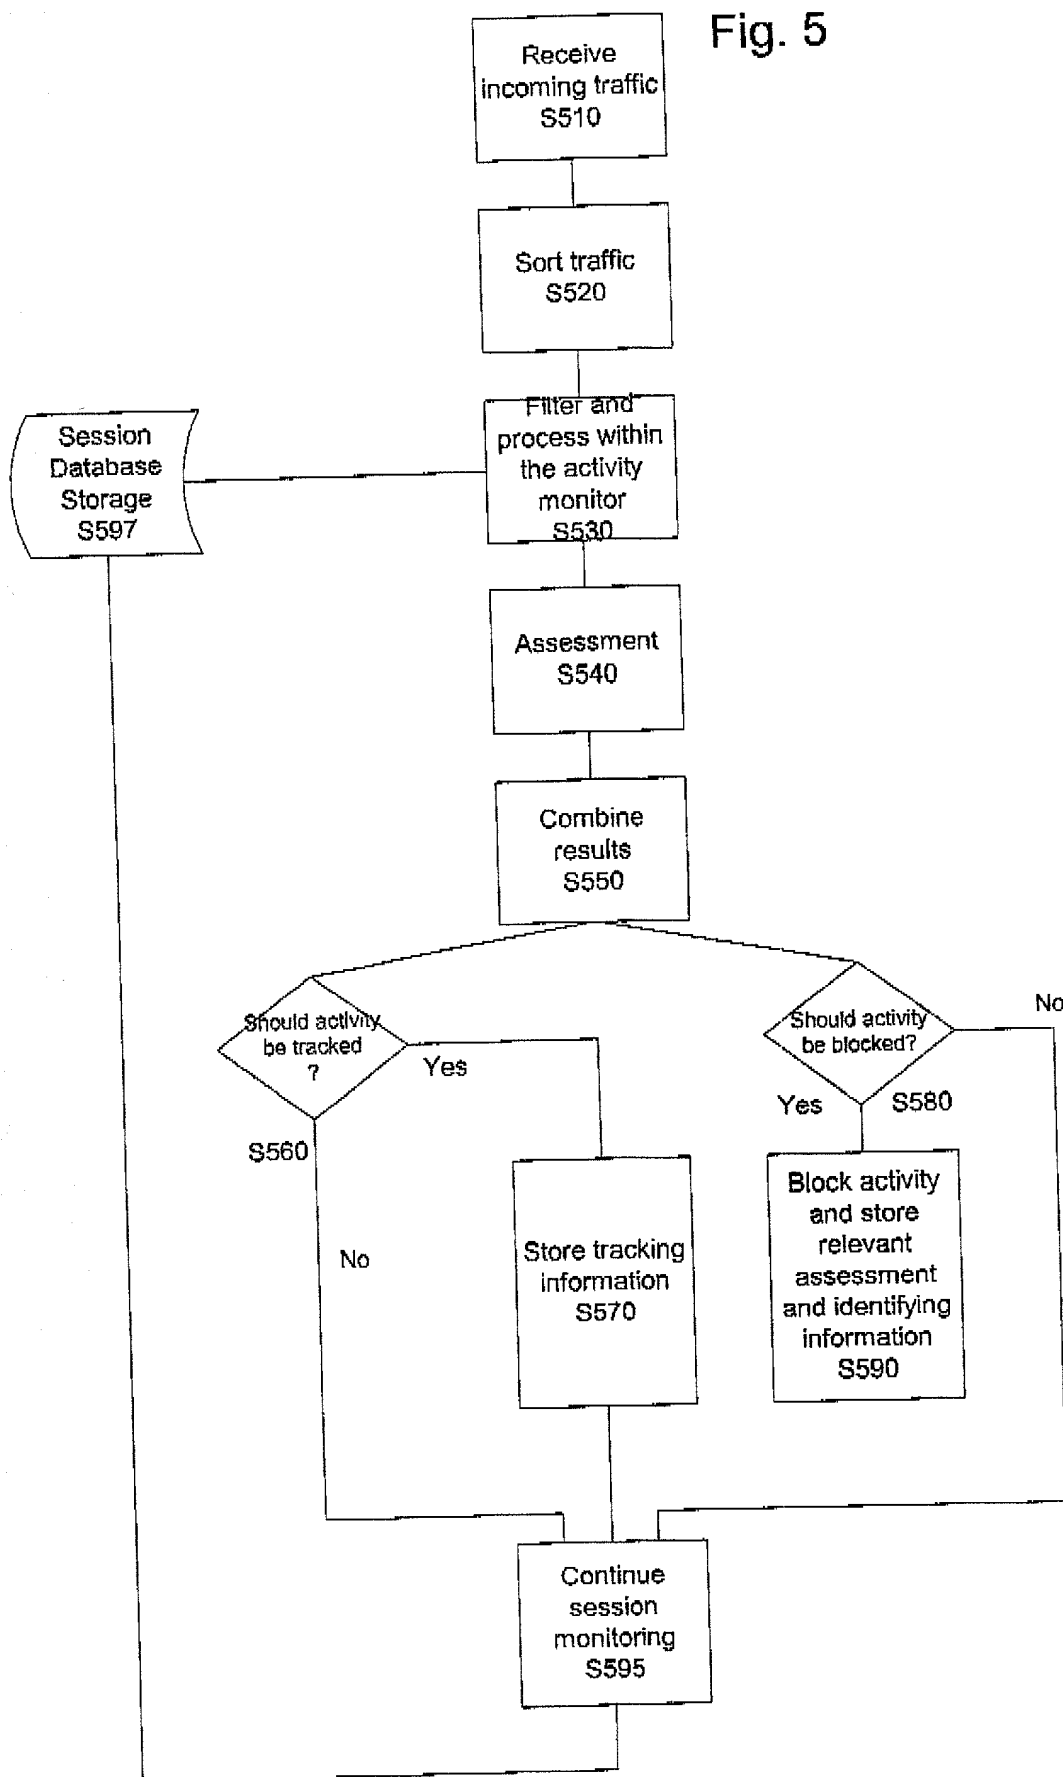 Fig. 5
Receive
incoming traffic
S510
Sort traffic
S520
Filter and
process within
the activity
monitor
S530
Session
Database
Storage
S597
Assessment
S540
Combine
results
S550
Should activity
be tracked
?
Yes
S560
No
Should activity
be blocked?
No
Yes
S580
Store tracking
information
S570
Block activity
and store
relevant
assessment
and identifying
information
S590
Continue
session
monitoring
S595